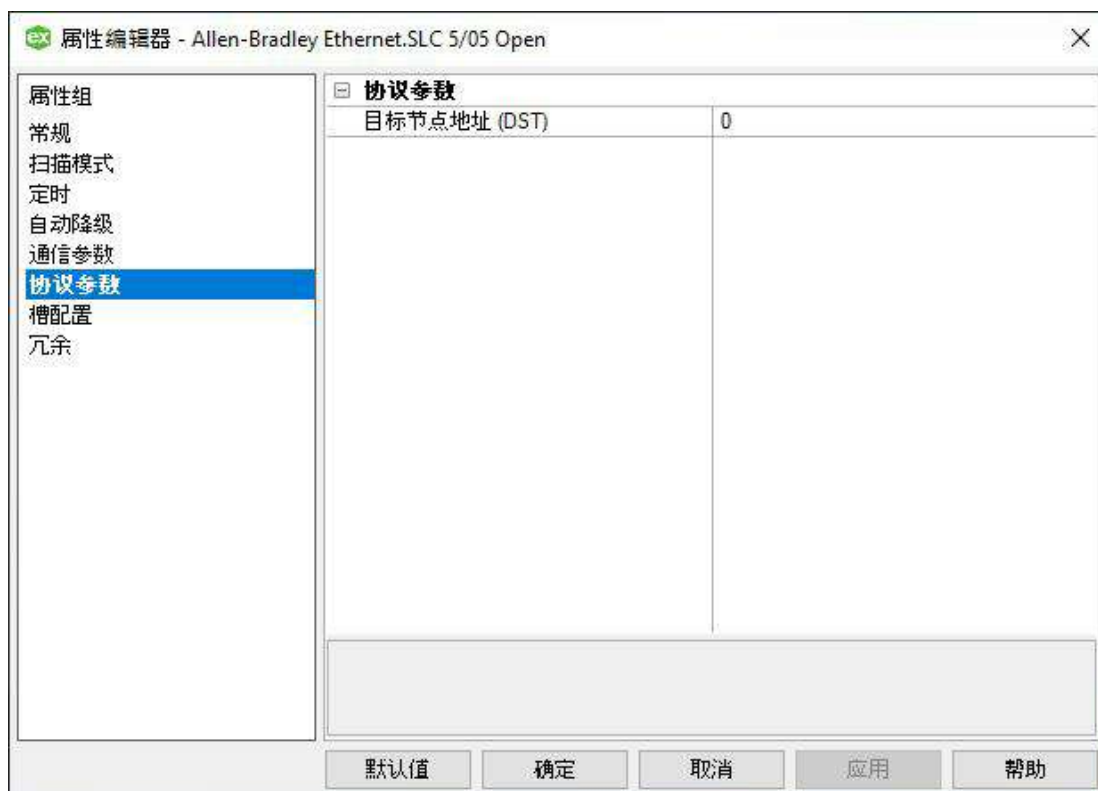 ex 属性编辑器 - Allen-Bradley Ethernet.SLC 5/05 Open
属性组
常规
扫描模式
定时
自动降级
通信参数
协议参数
槽配置
冗余
协议参数
目标节点地址 (DST) 0
默认值 确定 取消 应用 帮助